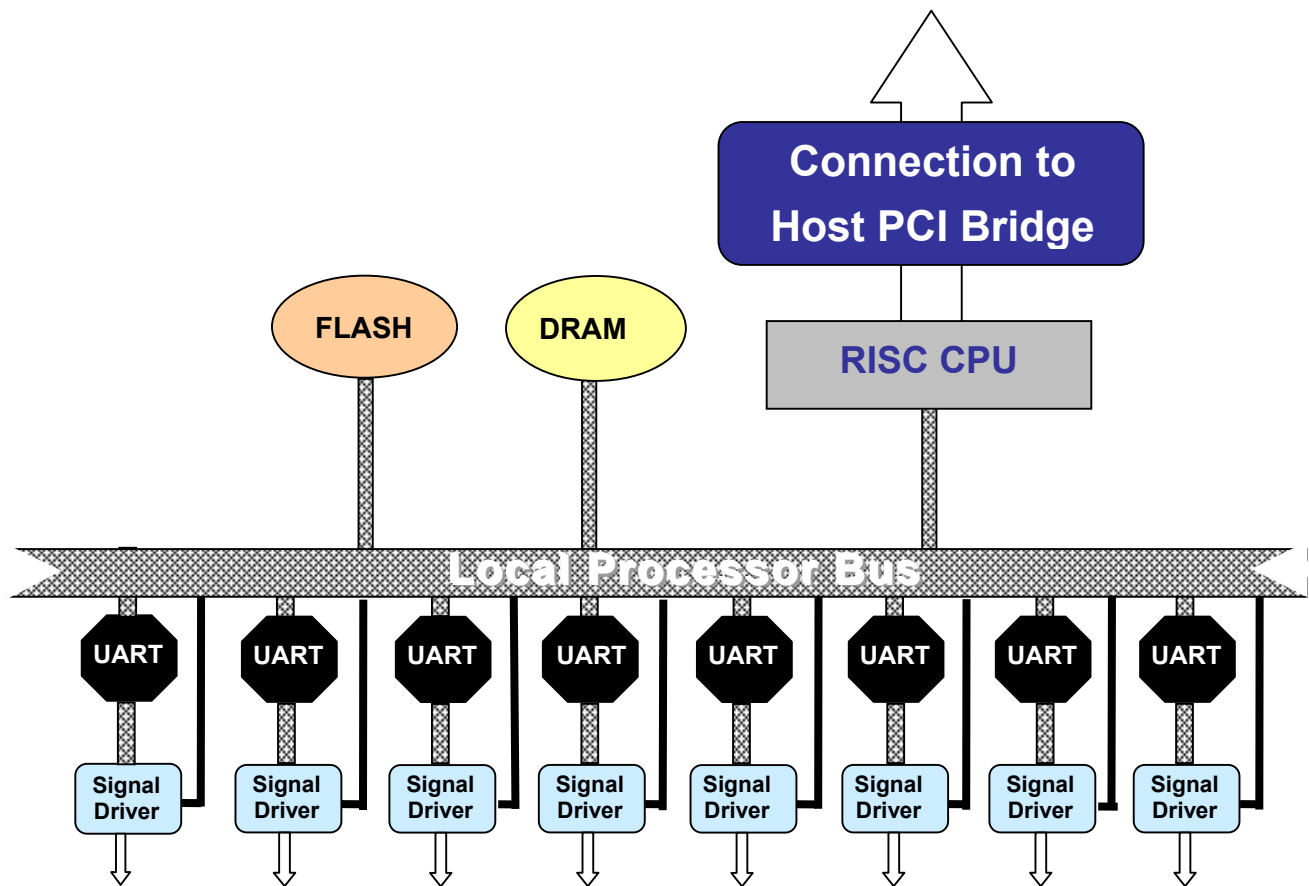 Connection to
Host PCI Bridge
FLASH
DRAM
RISC CPU
Local Processor Bus
UART
UART
UART
UART
UART
UART
UART
UART
Signal
Driver
Signal
Driver
Signal
Driver
Signal
Driver
Signal
Driver
Signal
Driver
Signal
Driver
Signal
Driver